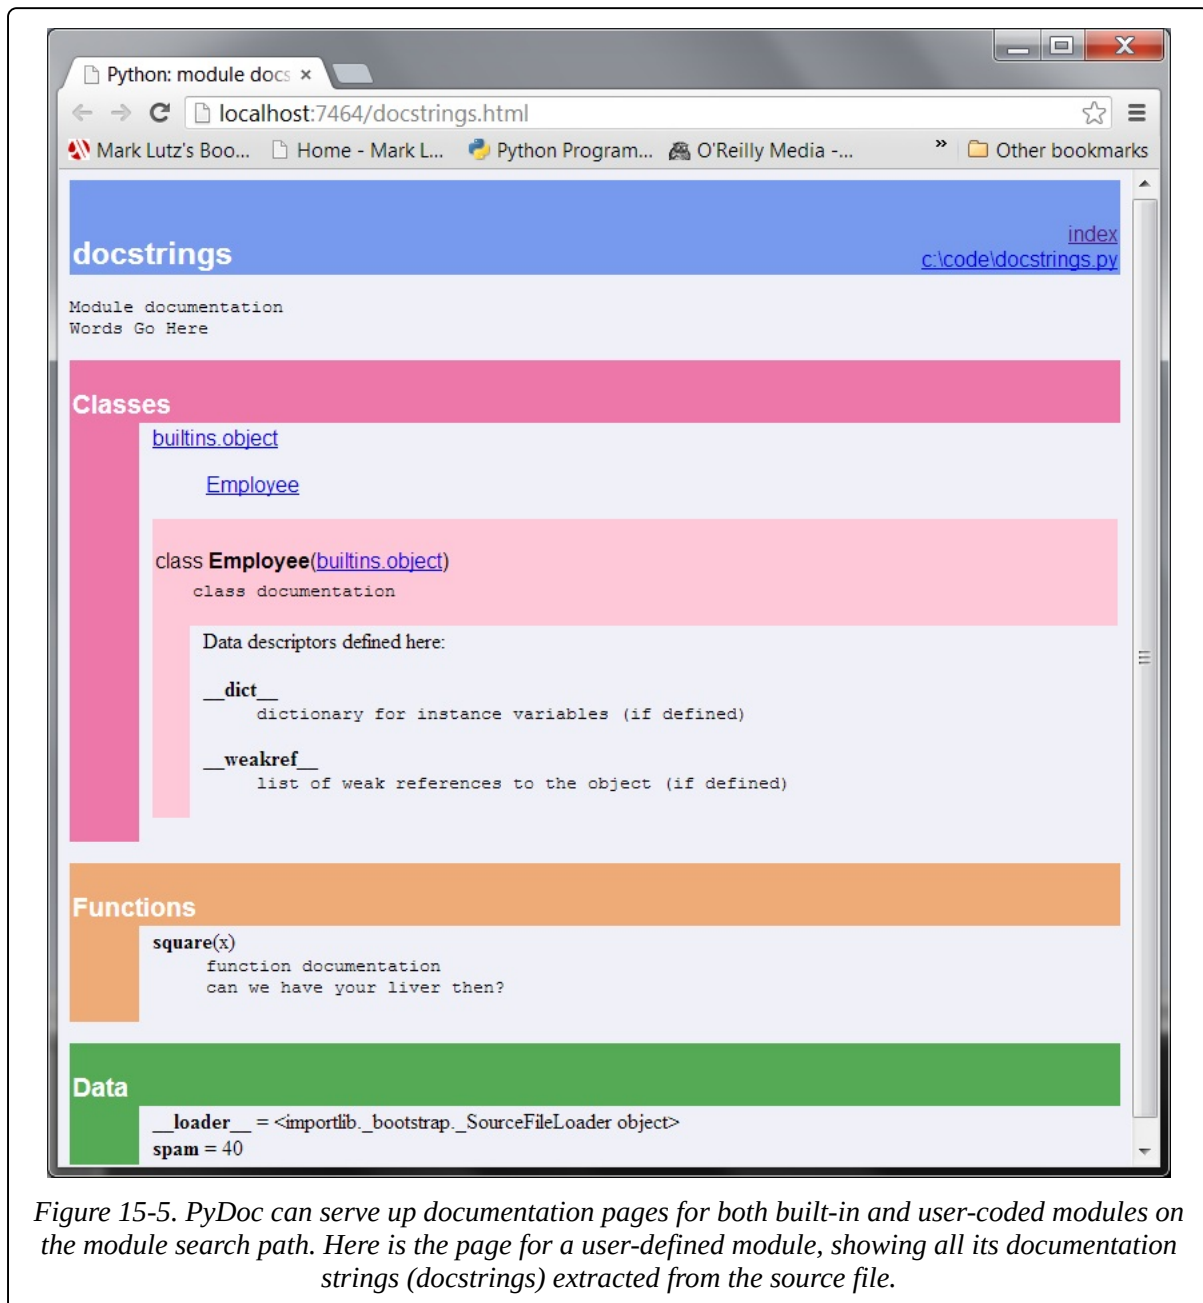 Python: module docs ×
localhost:7464/docstrings.html
Mark Lutz's Boo... Home - Mark L... Python Program... O'Reilly Media -... » Other bookmarks
index
docstrings
c:\code\docstrings.py
Module documentation
Words Go Here
Classes
builtins.object
Employee
class Employee(builtins.object)
class documentation
Data descriptors defined here:
__dict__
dictionary for instance variables (if defined)
__weakref__
list of weak references to the object (if defined)
Functions
square(x)
function documentation
can we have your liver then?
Data
__loader__ = <importlib._bootstrap._SourceFileLoader object>
spam = 40
Figure 15-5. PyDoc can serve up documentation pages for both built-in and user-coded modules on
the module search path. Here is the page for a user-defined module, showing all its documentation
strings (docstrings) extracted from the source file.